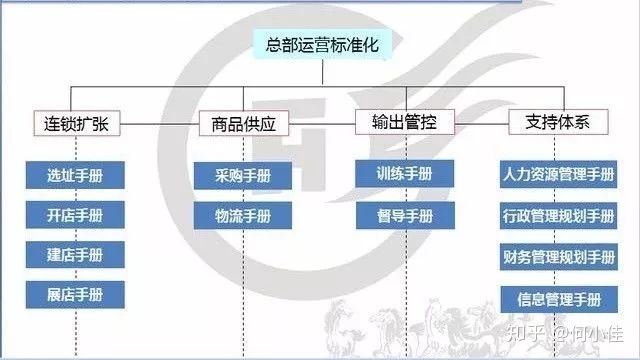 总部运营标准化
连锁扩张
商品供应
输出管控
支持体系
选址手册
采购手册
训练手册
人力资源管理手册
开店手册
物流手册
督导手册
行政管理规划手册
建店手册
财务管理规划手册
展店手册
信息管理手册
知乎 @何小佳